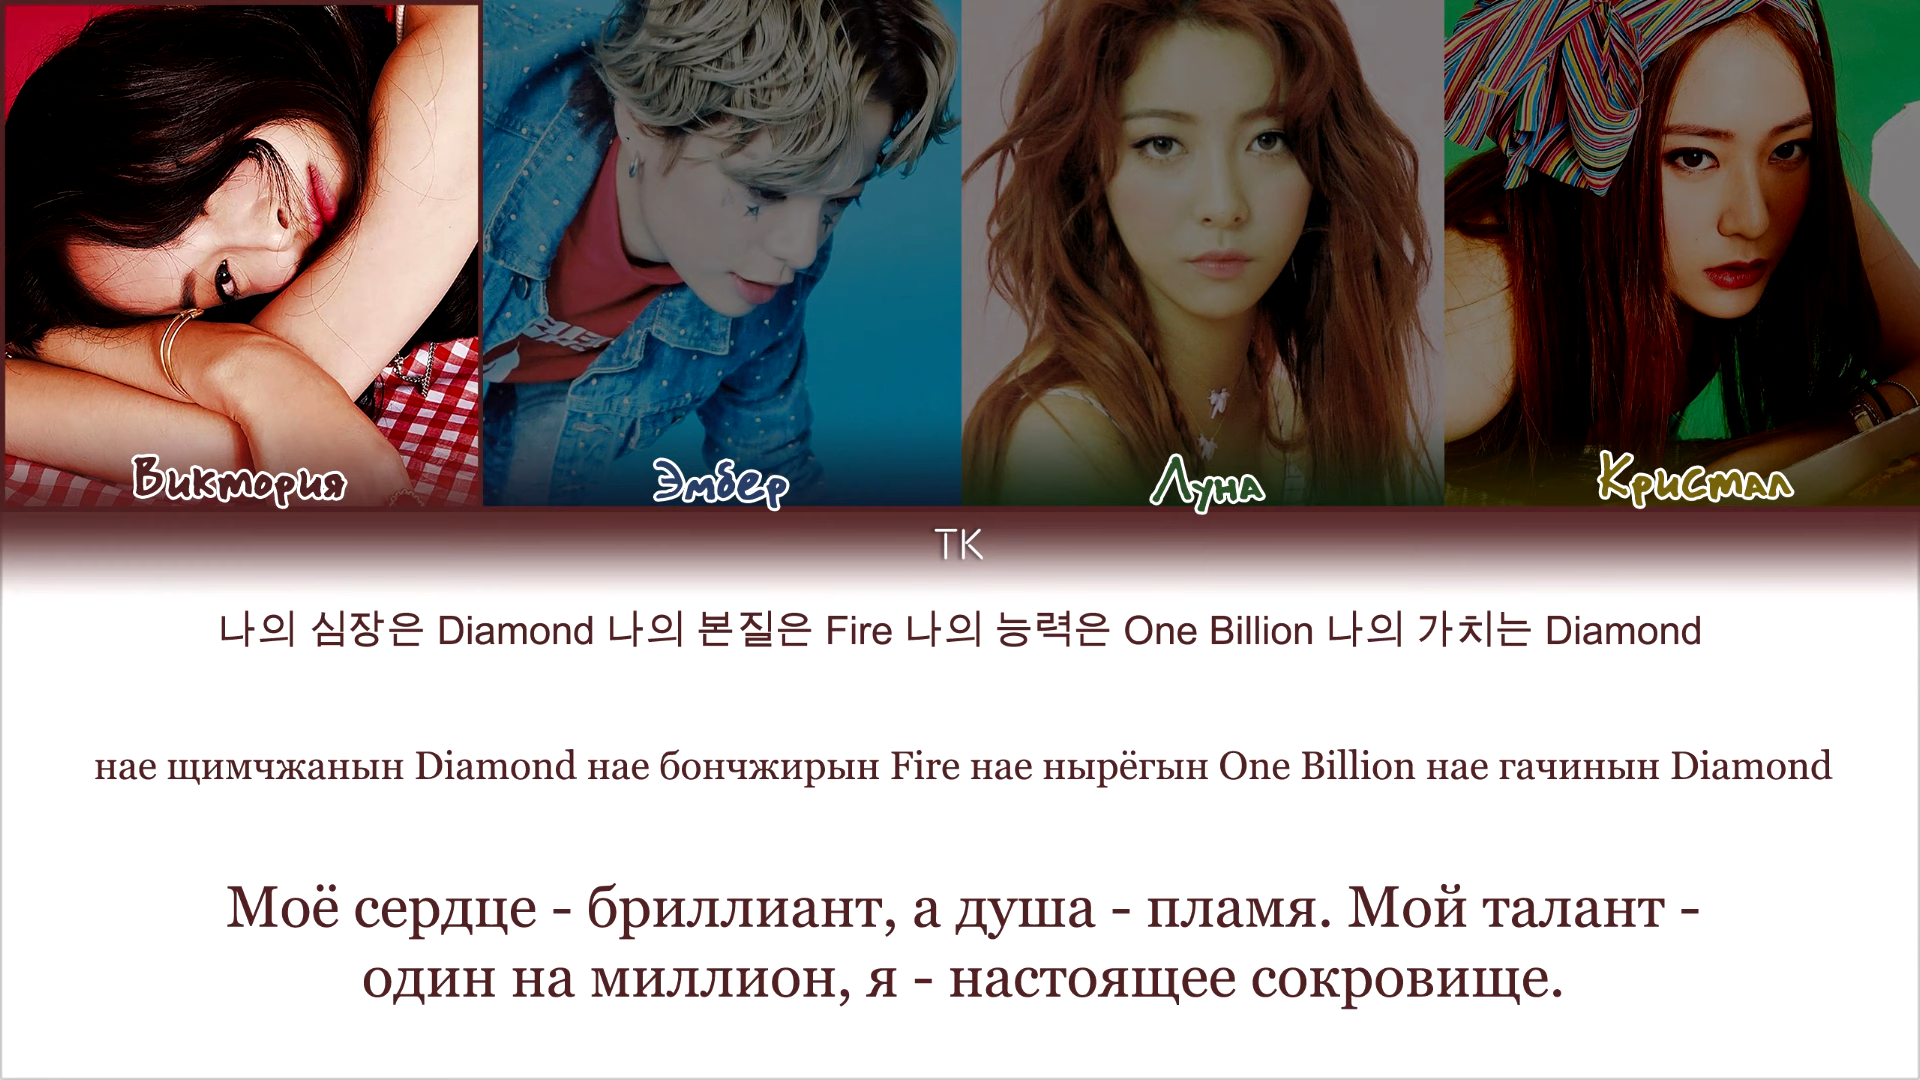 Виктория
Эмбер
Луна
Кристал
TK
나의 심장은 Diamond 나의 본질은 Fire 나의 능력은 One Billion 나의 가치는 Diamond
нае щимчжанын Diamond нае бончжирын Fire нае нырёгын One Billion нае гачинын Diamond
Моё сердце - бриллиант, а душа - пламя. Мой талант -
один на миллион, я - настоящее сокровище.